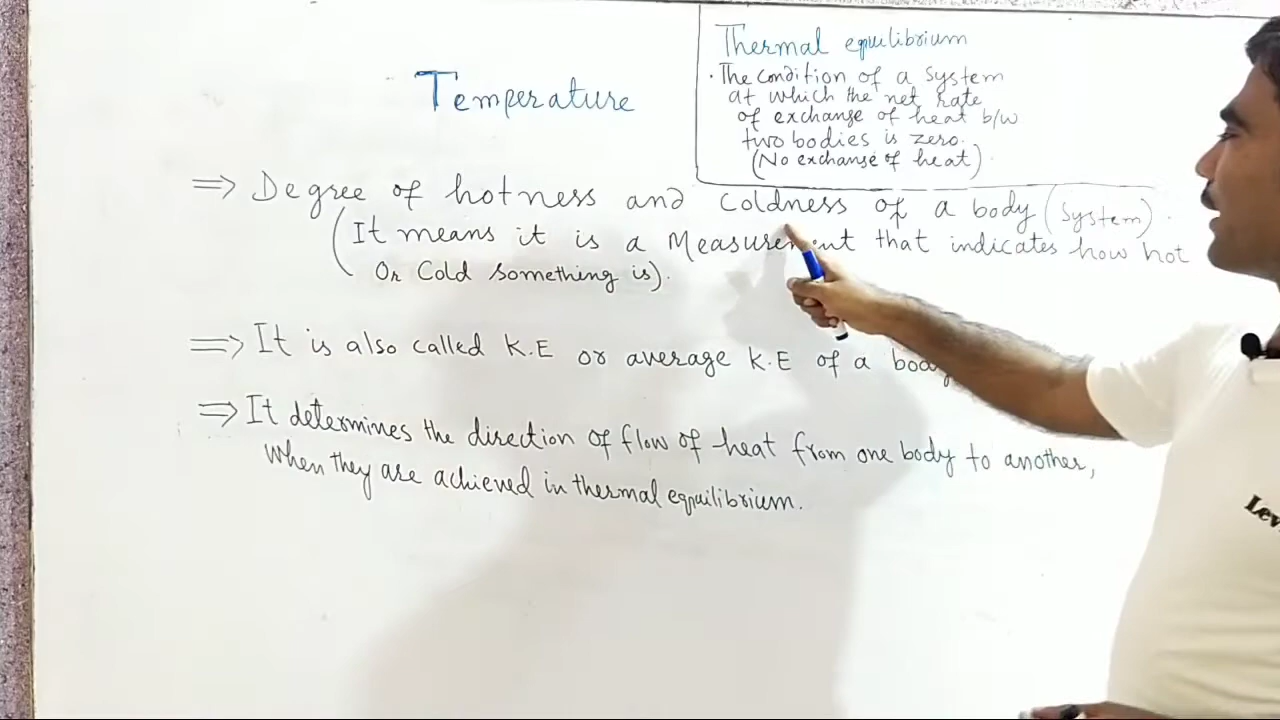 Temperature
Thermal equilibrium
· The condition of a system
at which the net rate
of exchange of heat b/w
two bodies is zero.
(No exchange of heat).
⇒ Degree of hotness and coldness of a body (system).
(It means it is a Measurement that indicates how hot
Or Cold something is).
⇒ It is also called K.E or average K.E of a body
⇒ It determines the direction of flow of heat from one body to another,
when they are achieved in thermal equilibrium.